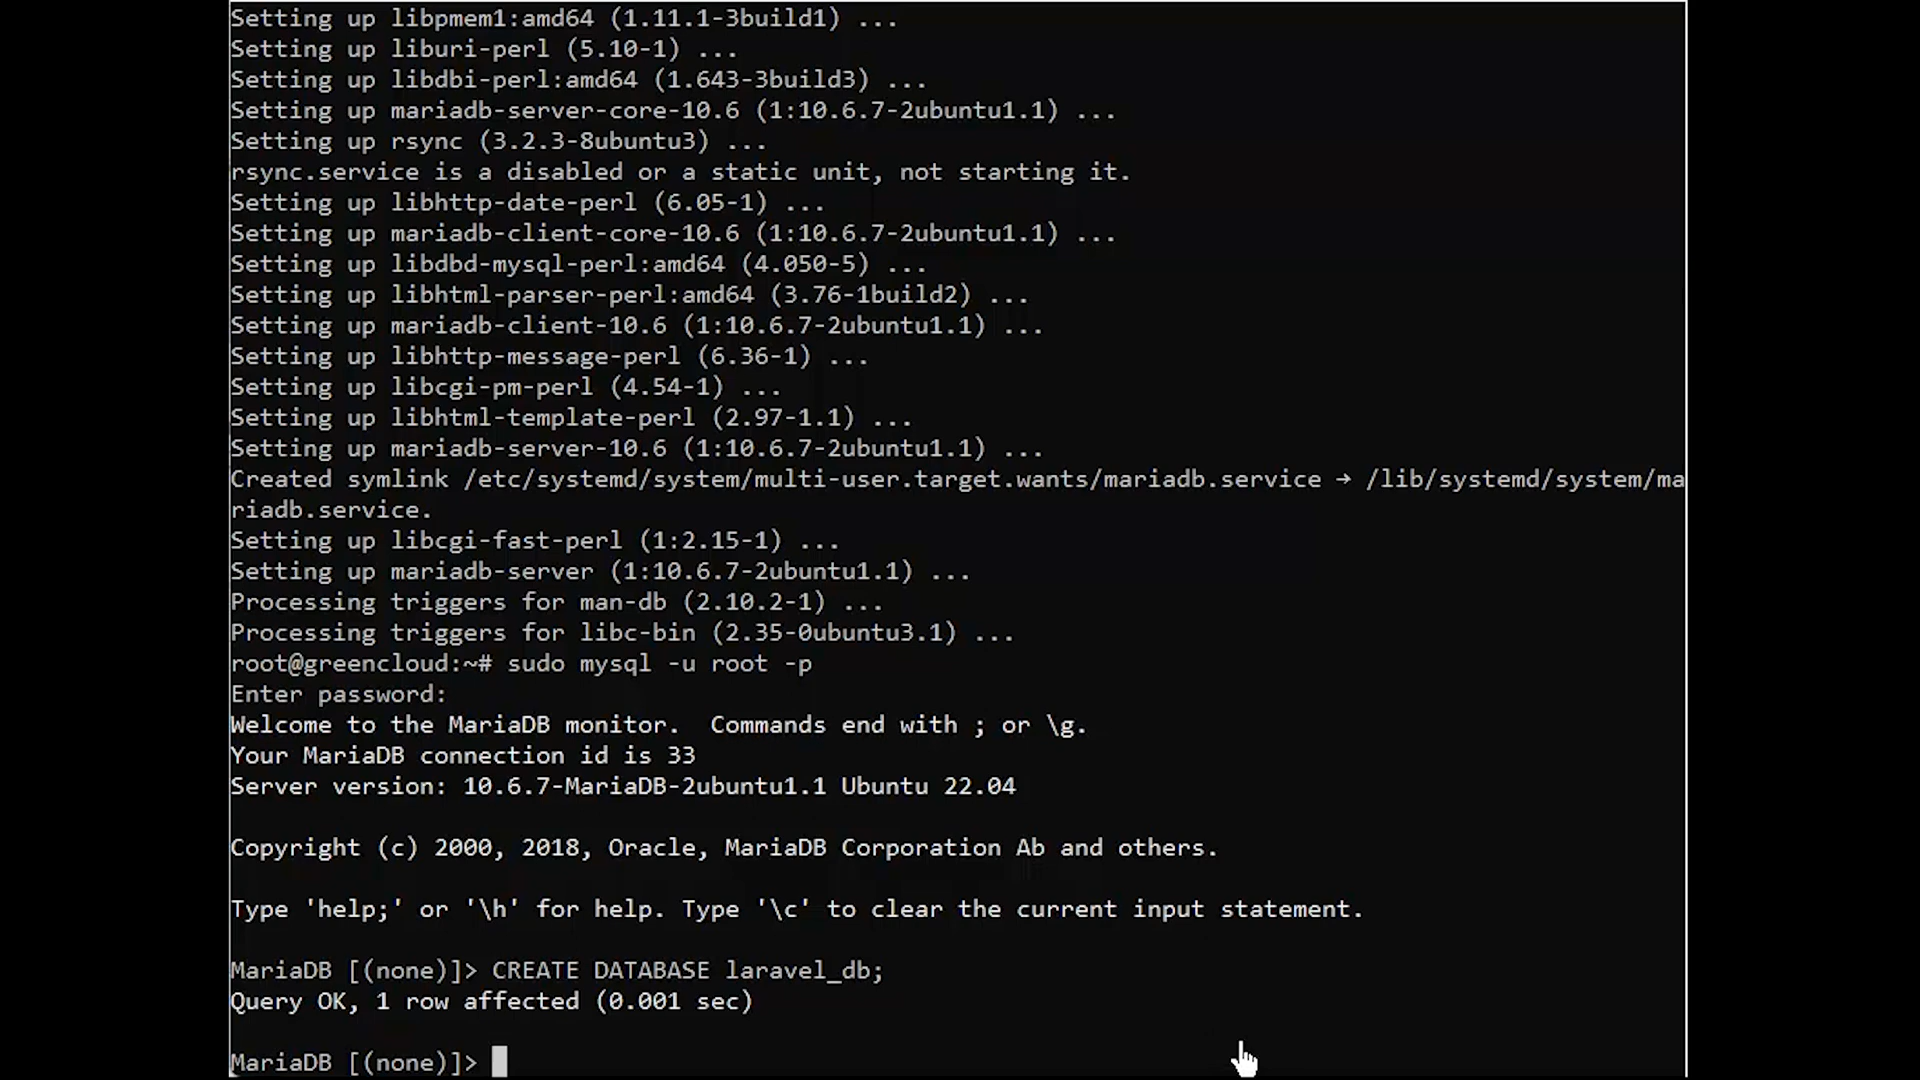 Setting up libpmem1:amd64 (1.11.1-3build1) ...
Setting up liburi-perl (5.10-1) ...
Setting up libdbi-perl:amd64 (1.643-3build3) ...
Setting up mariadb-server-core-10.6 (1:10.6.7-2ubuntu1.1) ...
Setting up rsync (3.2.3-8ubuntu3) ...
rsync.service is a disabled or a static unit, not starting it.
Setting up libhttp-date-perl (6.05-1) ...
Setting up mariadb-client-core-10.6 (1:10.6.7-2ubuntu1.1) ...
Setting up libdbd-mysql-perl:amd64 (4.050-5) ...
Setting up libhtml-parser-perl:amd64 (3.76-1build2) ...
Setting up mariadb-client-10.6 (1:10.6.7-2ubuntu1.1) ...
Setting up libhttp-message-perl (6.36-1) ...
Setting up libcgi-pm-perl (4.54-1) ...
Setting up libhtml-template-perl (2.97-1.1) ...
Setting up mariadb-server-10.6 (1:10.6.7-2ubuntu1.1) ...
Created symlink /etc/systemd/system/multi-user.target.wants/mariadb.service → /lib/systemd/system/ma
riadb.service.
Setting up libcgi-fast-perl (1:2.15-1) ...
Setting up mariadb-server (1:10.6.7-2ubuntu1.1) ...
Processing triggers for man-db (2.10.2-1) ...
Processing triggers for libc-bin (2.35-0ubuntu3.1) ...
root@greencloud:~# sudo mysql -u root -p
Enter password:
Welcome to the MariaDB monitor.  Commands end with ; or \g.
Your MariaDB connection id is 33
Server version: 10.6.7-MariaDB-2ubuntu1.1 Ubuntu 22.04
Copyright (c) 2000, 2018, Oracle, MariaDB Corporation Ab and others.
Type 'help;' or '\h' for help. Type '\c' to clear the current input statement.
MariaDB [(none)]> CREATE DATABASE laravel_db;
Query OK, 1 row affected (0.001 sec)
MariaDB [(none)]>